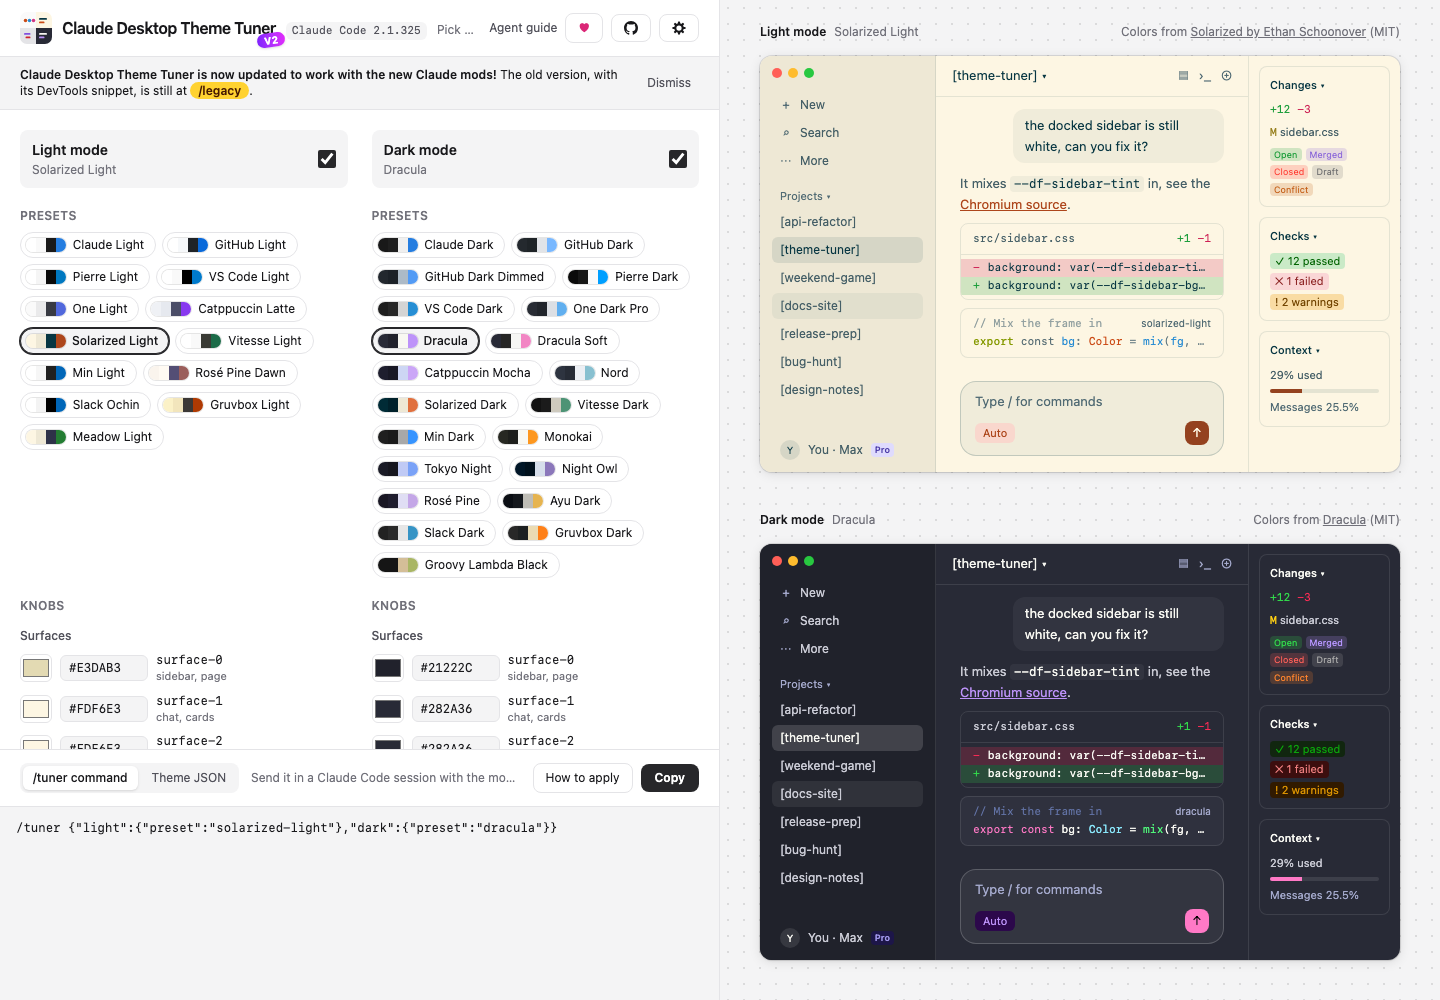 Claude Desktop Theme Tuner
V2
Claude Code 2.1.325
Pick ...
Agent guide
Claude Desktop Theme Tuner is now updated to work with the new Claude mods! The old version, with
its DevTools snippet, is still at /legacy .
Dismiss
Light mode
Solarized Light
Dark mode
Dracula
PRESETS
Claude Light
GitHub Light
Pierre Light
VS Code Light
One Light
Catppuccin Latte
Solarized Light
Vitesse Light
Min Light
Rosé Pine Dawn
Slack Ochin
Gruvbox Light
Meadow Light
PRESETS
Claude Dark
GitHub Dark
GitHub Dark Dimmed
Pierre Dark
VS Code Dark
One Dark Pro
Dracula
Dracula Soft
Catppuccin Mocha
Nord
Solarized Dark
Vitesse Dark
Min Dark
Monokai
Tokyo Night
Night Owl
Rosé Pine
Ayu Dark
Slack Dark
Gruvbox Dark
Groovy Lambda Black
KNOBS
Surfaces
#E3DAB3
surface-0
sidebar, page
#FDF6E3
surface-1
chat, cards
#FDF6E3
surface-2
KNOBS
Surfaces
#21222C
surface-0
sidebar, page
#282A36
surface-1
chat, cards
#282A36
surface-2
/tuner command
Theme JSON
Send it in a Claude Code session with the mo...
How to apply
Copy
/tuner {"light":{"preset":"solarized-light"},"dark":{"preset":"dracula"}}
Light mode Solarized Light
Colors from Solarized by Ethan Schoonover (MIT)
+ New
Search
··· More
Projects
[api-refactor]
[theme-tuner]
[weekend-game]
[docs-site]
[release-prep]
[bug-hunt]
[design-notes]
Y You · Max Pro
[theme-tuner]
the docked sidebar is still
white, can you fix it?
It mixes --df-sidebar-tint in, see the
Chromium source.
src/sidebar.css +1 −1
− background: var(--df-sidebar-ti…
+ background: var(--df-sidebar-bg…
// Mix the frame in solarized-light
export const bg: Color = mix(fg, …
Type / for commands
Auto
Changes
+12 −3
M sidebar.css
Open Merged
Closed Draft
Conflict
Checks
✓ 12 passed
✕ 1 failed
! 2 warnings
Context
29% used
Messages 25.5%
Dark mode Dracula
Colors from Dracula (MIT)
+ New
Search
··· More
Projects
[api-refactor]
[theme-tuner]
[weekend-game]
[docs-site]
[release-prep]
[bug-hunt]
[design-notes]
Y You · Max Pro
[theme-tuner]
the docked sidebar is still
white, can you fix it?
It mixes --df-sidebar-tint in, see the
Chromium source.
src/sidebar.css +1 −1
− background: var(--df-sidebar-ti…
+ background: var(--df-sidebar-bg…
// Mix the frame in dracula
export const bg: Color = mix(fg, …
Type / for commands
Auto
Changes
+12 −3
M sidebar.css
Open Merged
Closed Draft
Conflict
Checks
✓ 12 passed
✕ 1 failed
! 2 warnings
Context
29% used
Messages 25.5%